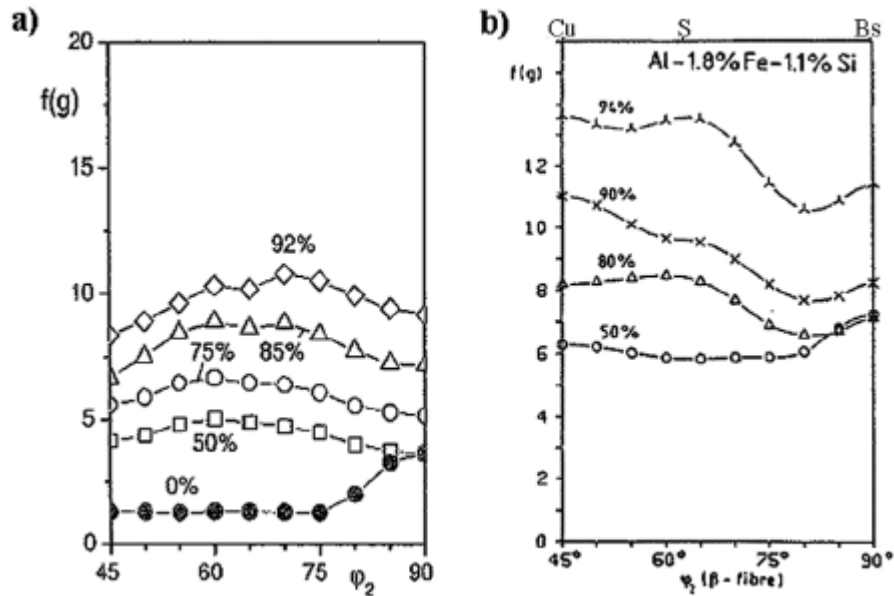 a)
20
f(g)
15
92%
10
75%
85%
5
50%
0%
0
45 60 75 90
φ₂
b)
Cu S Bs
Al-1.8%Fe-1.1%Si
f(g)
94%
12
90%
10
80%
8
50%
6
4
2
0
45° 60° 75° 90°
φ₂ (β-fibre)